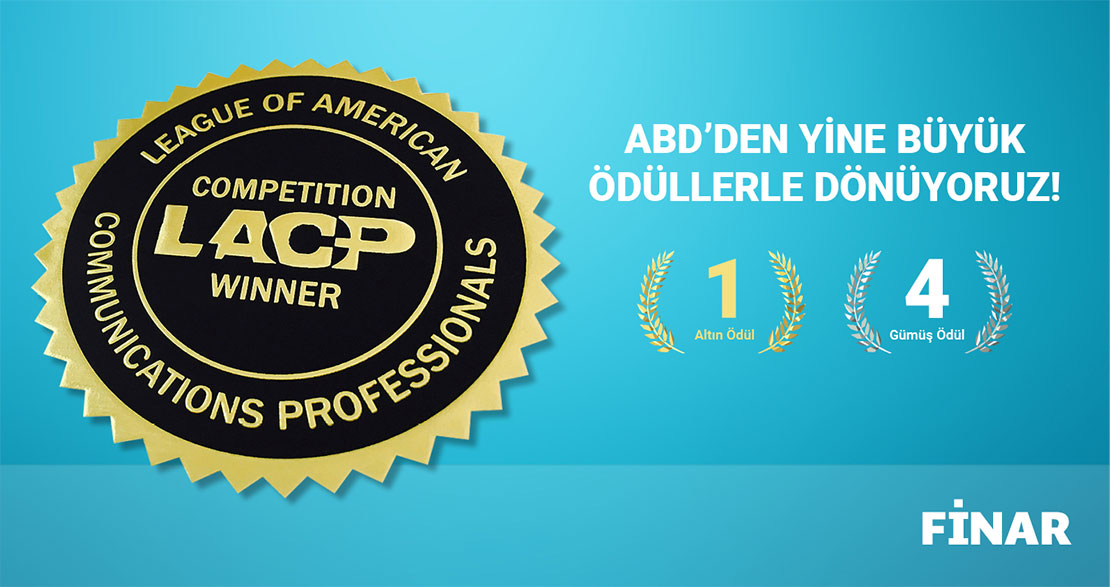 LEAGUE OF AMERICAN
COMPETITION
LACP
WINNER
COMMUNICATIONS PROFESSIONALS
ABD’DEN YİNE BÜYÜK
ÖDÜLLERLE DÖNÜYORUZ!
1
Altın Ödül
4
Gümüş Ödül
FİNAR